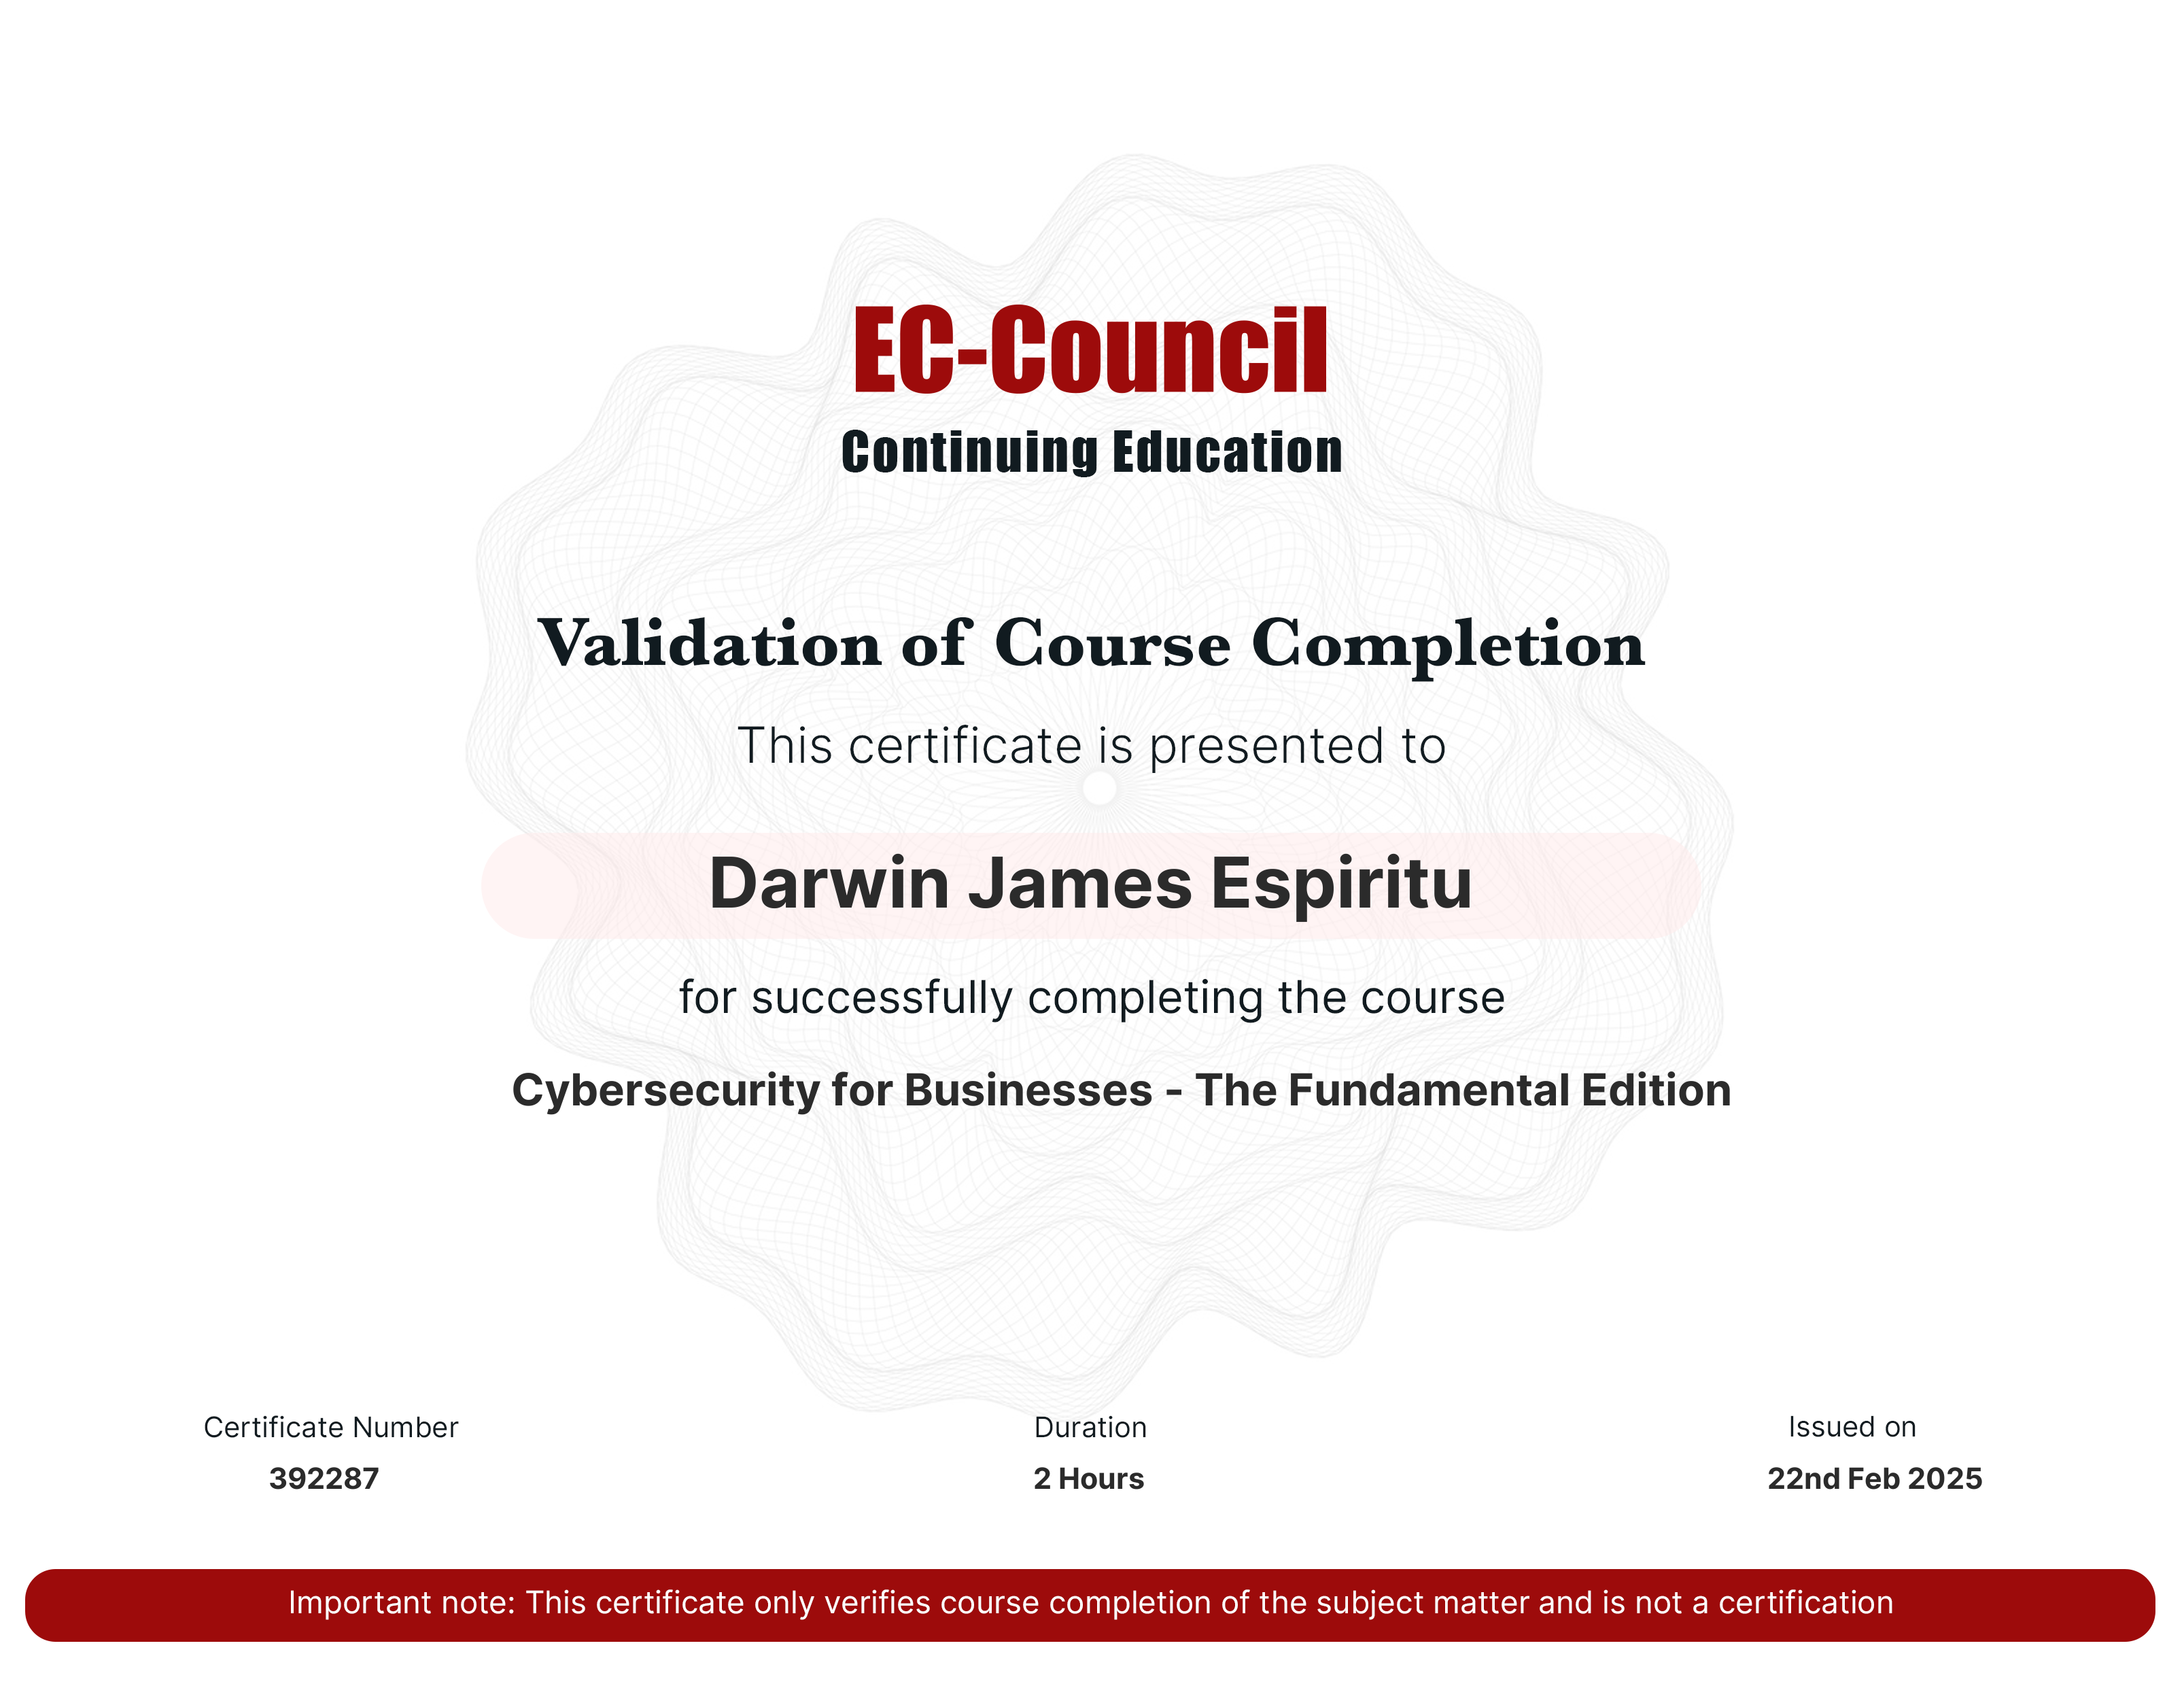 EC-Council
Continuing Education
Validation of Course Completion
This certificate is presented to
Darwin James Espiritu
for successfully completing the course
Cybersecurity for Businesses - The Fundamental Edition
Certificate Number
392287
Duration
2 Hours
Issued on
22nd Feb 2025
Important note: This certificate only verifies course completion of the subject matter and is not a certification